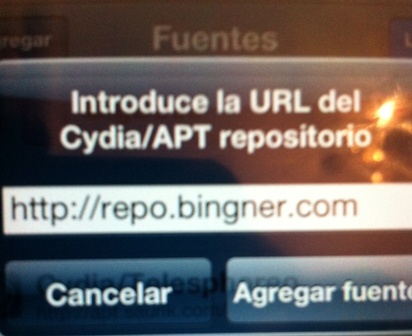 Fuentes
Introduce la URL del
Cydia/APT repositorio
http://repo.bingner.com
Cancelar
Agregar fuente